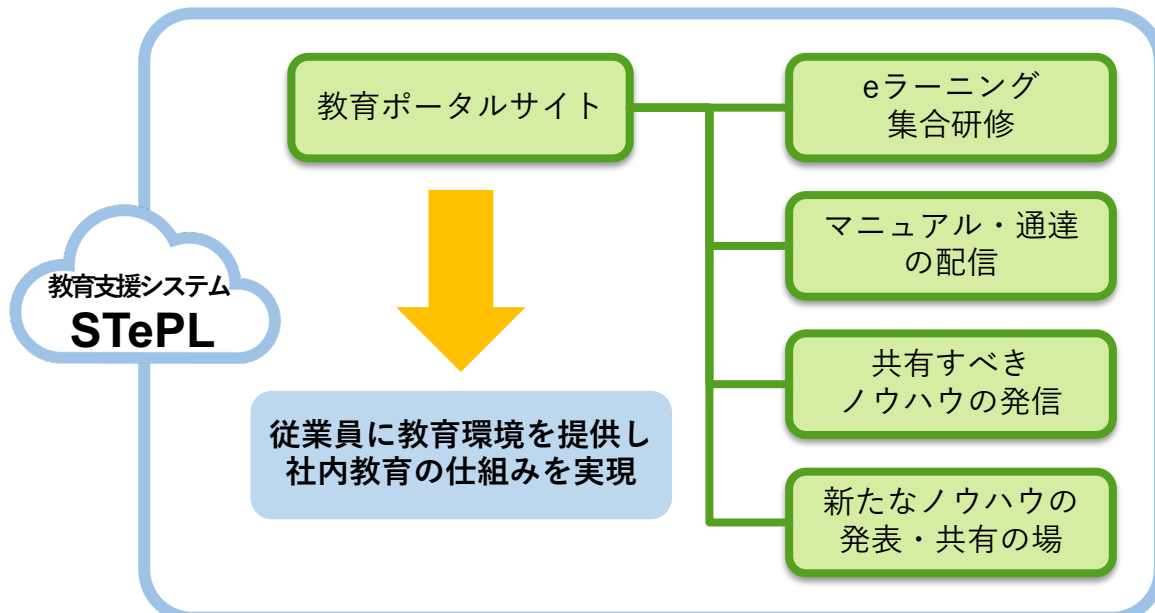 教育ポータルサイト
eラーニング
集合研修
マニュアル・通達
の配信
共有すべき
ノウハウの発信
新たなノウハウの
発表・共有の場
教育支援システム
STePL
従業員に教育環境を提供し
社内教育の仕組みを実現